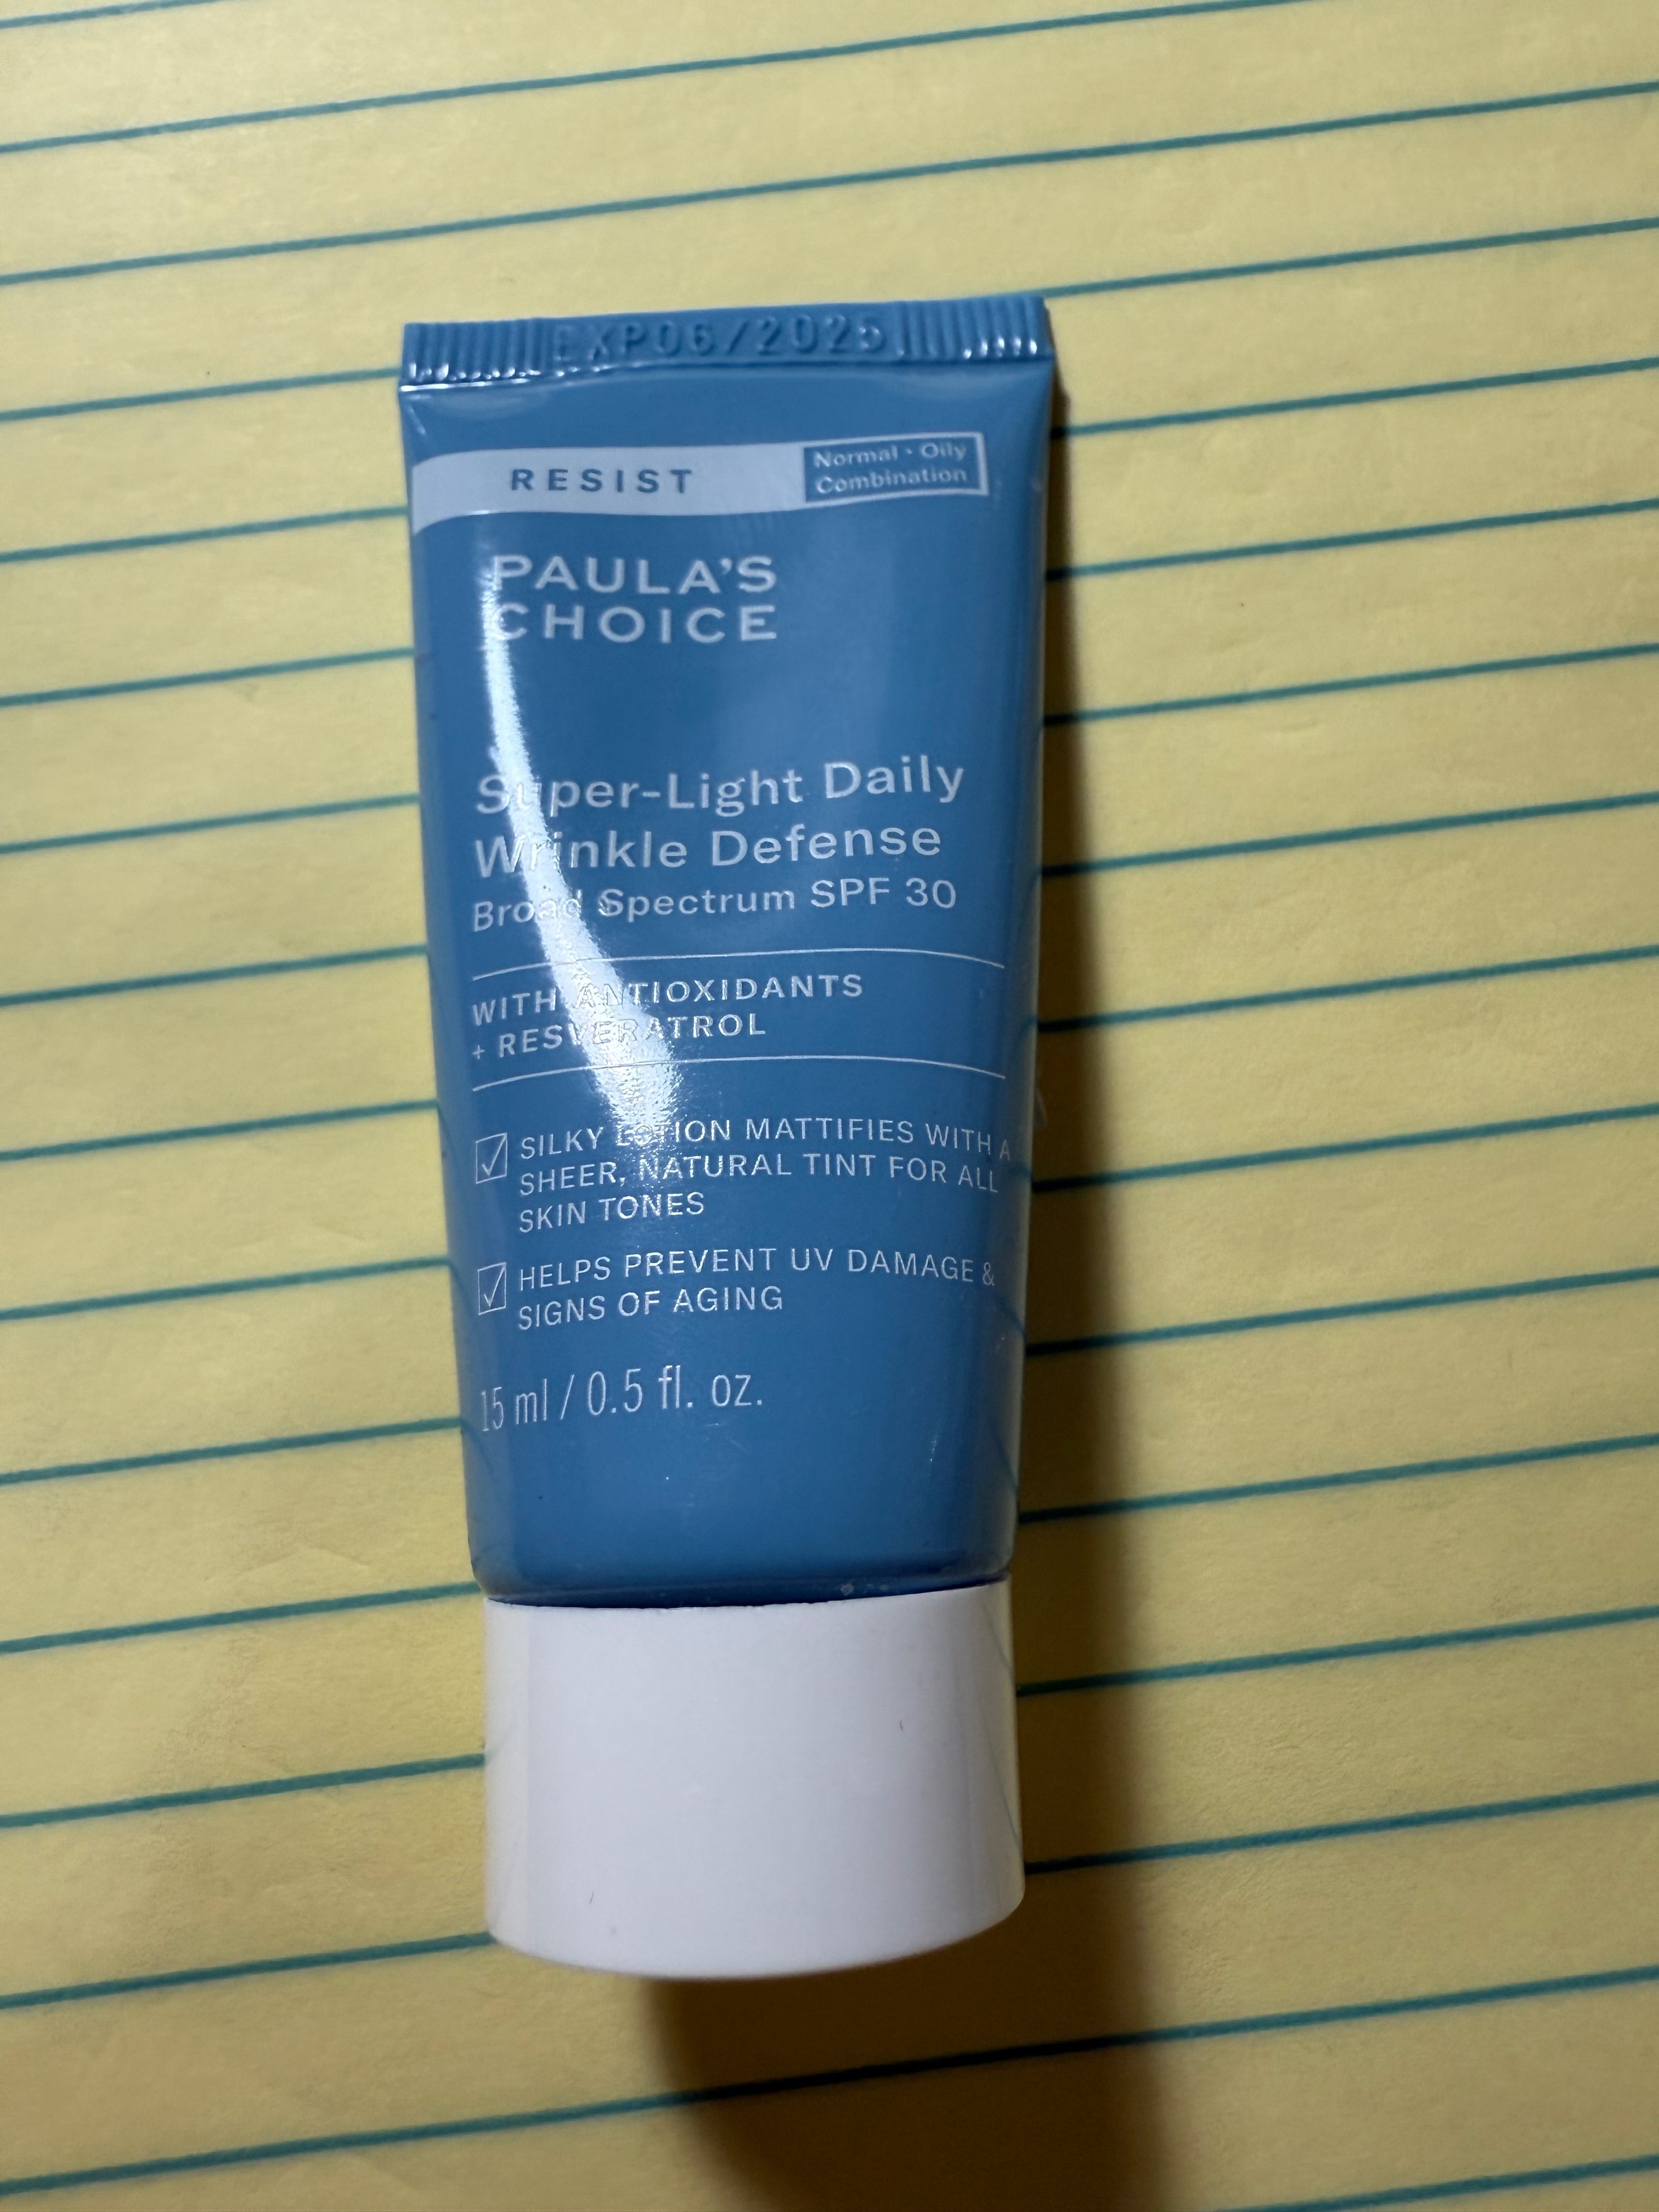 EXP06/2025
RESIST
Normal • Oily
Combination
PAULA'S
CHOICE
Super-Light Daily
Wrinkle Defense
Broad Spectrum SPF 30
WITH ANTIOXIDANTS
+ RESVERATROL
SILKY LOTION MATTIFIES WITH A
SHEER, NATURAL TINT FOR ALL
SKIN TONES
HELPS PREVENT UV DAMAGE &
SIGNS OF AGING
15 ml / 0.5 fl. oz.